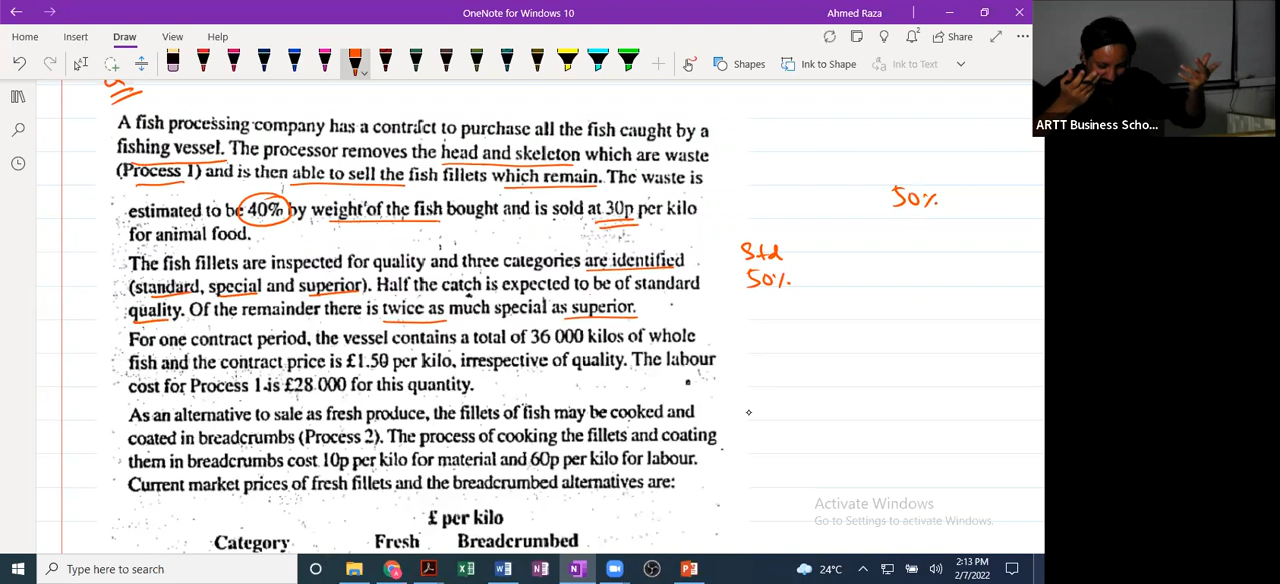 OneNote for Windows 10
Ahmed Raza
Home Insert Draw View Help
Share
Shapes
Ink to Shape
Ink to Text
ARTT Business Scho...
A fish processing company has a contract to purchase all the fish caught by a
fishing vessel. The processor removes the head and skeleton which are waste
(Process 1) and is then able to sell the fish fillets which remain. The waste is
estimated to be 40% by weight of the fish bought and is sold at 30p per kilo
for animal food.
50%
The fish fillets are inspected for quality and three categories are identified
(standard, special and superior). Half the catch is expected to be of standard
quality. Of the remainder there is twice as much special as superior.
Std
50%
For one contract period, the vessel contains a total of 36 000 kilos of whole
fish and the contract price is £1.50 per kilo, irrespective of quality. The labour
cost for Process 1 is £28 000 for this quantity.
As an alternative to sale as fresh produce, the fillets of fish may be cooked and
coated in breadcrumbs (Process 2). The process of cooking the fillets and coating
them in breadcrumbs cost 10p per kilo for material and 60p per kilo for labour.
Current market prices of fresh fillets and the breadcrumbed alternatives are:
£ per kilo
Category Fresh Breadcrumbed
Activate Windows
Go to Settings to activate Windows.
Type here to search
24°C
2:13 PM
2/7/2022